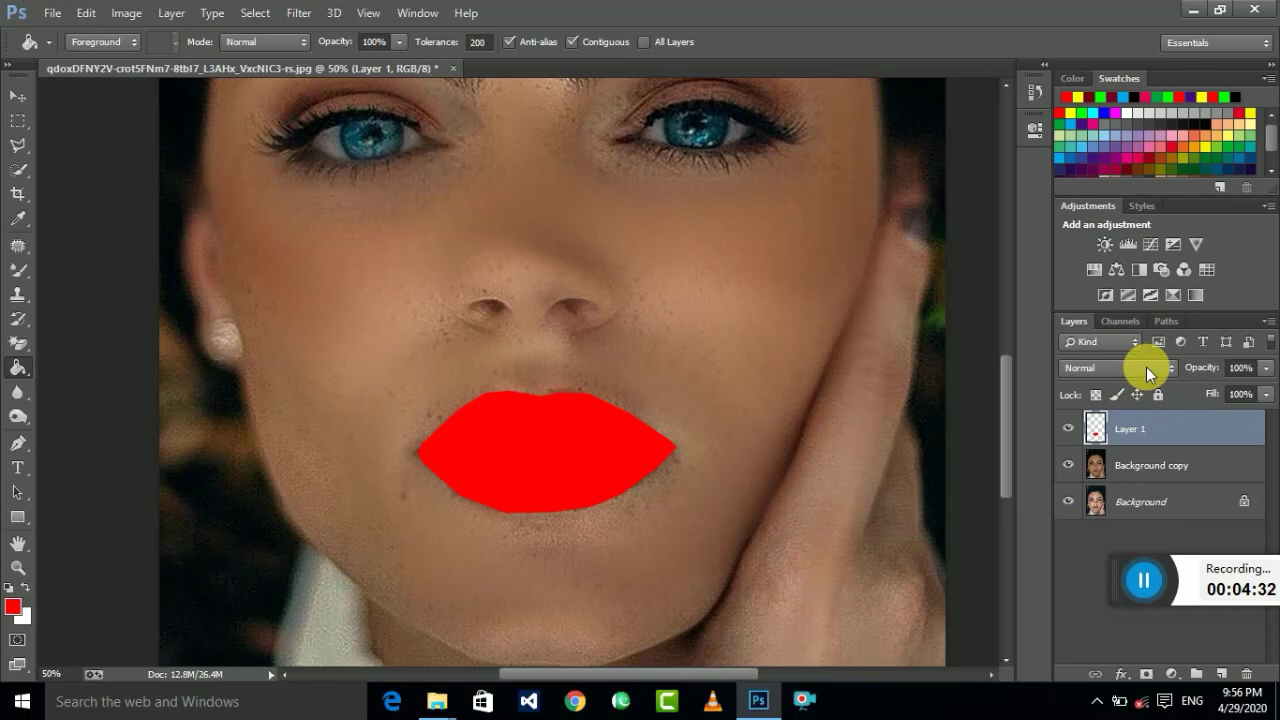 Ps File Edit Image Layer Type Select Filter 3D View Window Help
Foreground Mode: Normal Opacity: 100% Tolerance: 200 Anti-alias Contiguous All Layers Essentials
qdoxDFNY2V-crot5FNm7-8tbI7_L3AHx_VxcNIC3-rs.jpg @ 50% (Layer 1, RGB/8) *
Color Swatches
Adjustments Styles
Add an adjustment
Layers Channels Paths
Kind
Normal Opacity: 100%
Lock: Fill: 100%
Layer 1
Background copy
Background
Recording...
00:04:32
50% Doc: 12.8M/26.4M
Search the web and Windows
Ps
ENG
9:56 PM
4/29/2020